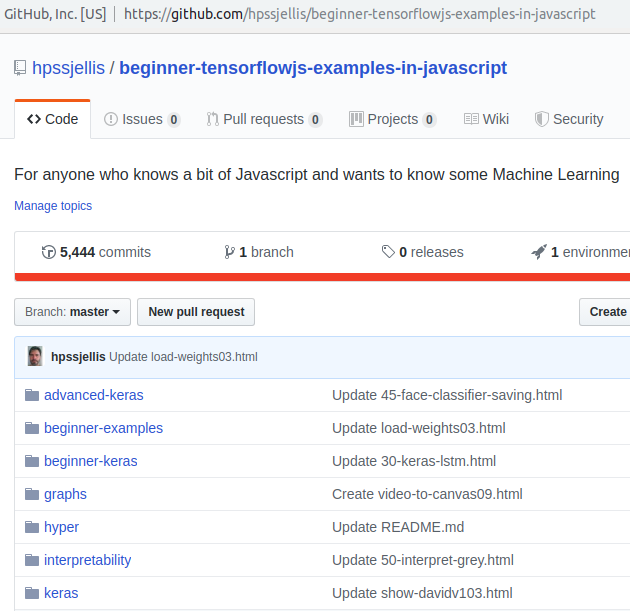 GitHub, Inc. [US] | https://github.com/hpssjellis/beginner-tensorflowjs-examples-in-javascript
hpssjellis / beginner-tensorflowjs-examples-in-javascript
Code Issues 0 Pull requests 0 Projects 0 Wiki Security
For anyone who knows a bit of Javascript and wants to know some Machine Learning
Manage topics
5,444 commits 1 branch 0 releases 1 environmen
Branch: master New pull request Create
hpssjellis Update load-weights03.html
advanced-keras Update 45-face-classifier-saving.html
beginner-examples Update load-weights03.html
beginner-keras Update 30-keras-lstm.html
graphs Create video-to-canvas09.html
hyper Update README.md
interpretability Update 50-interpret-grey.html
keras Update show-davidv103.html